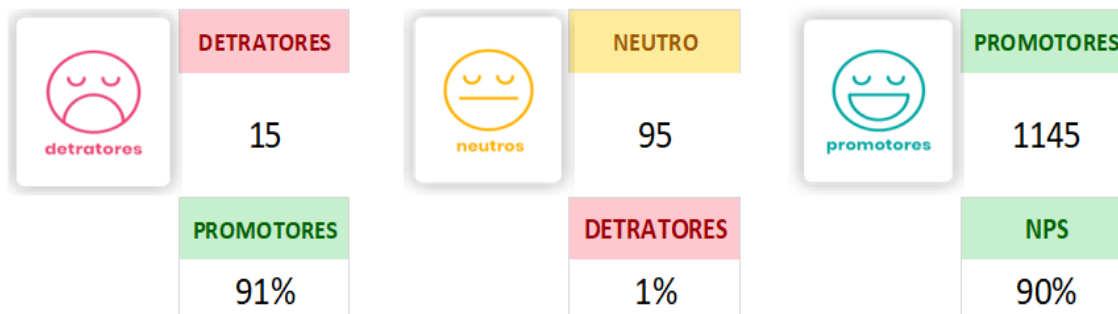 DETRATORES
NEUTRO
PROMOTORES
detratores
15
neutros
95
promotores
1145
PROMOTORES
DETRATORES
NPS
91%
1%
90%